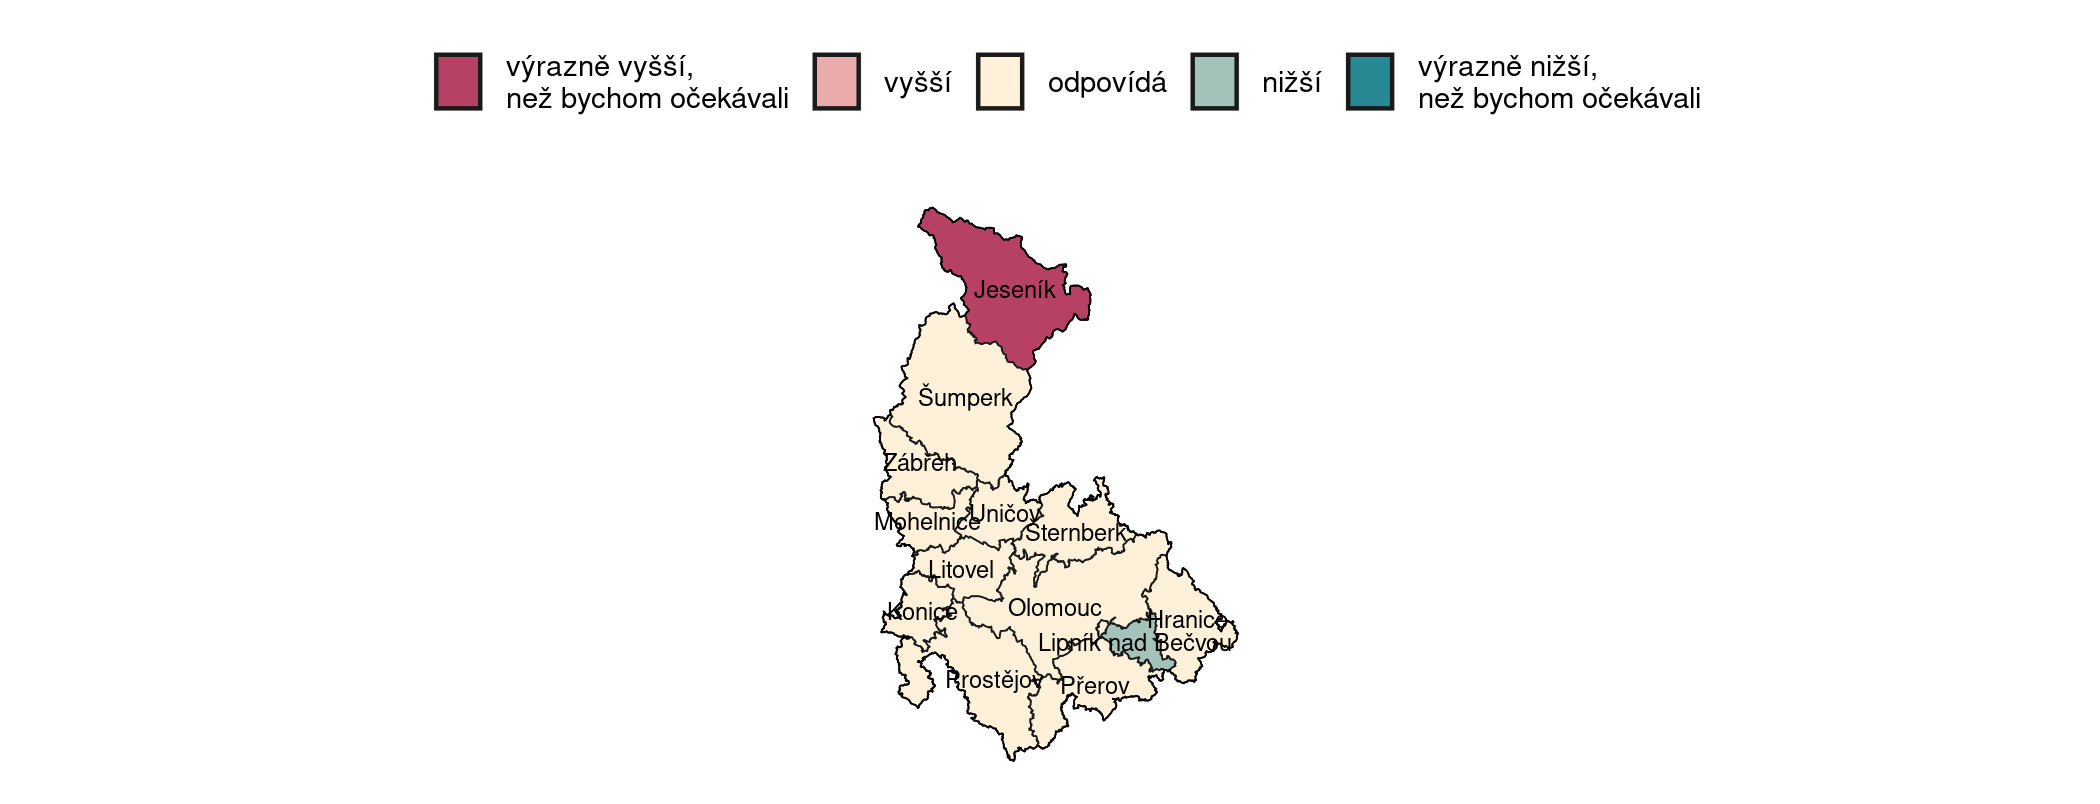 výrazně vyšší,
než bychom očekávali
vyšší
odpovídá
nižší
výrazně nižší,
než bychom očekávali
Jeseník
Šumperk
Zábřeh
Uničov
Mohelnice
Šternberk
Litovel
Olomouc
Konice
Hranice
Lipník nad Bečvou
Prostějov
Přerov